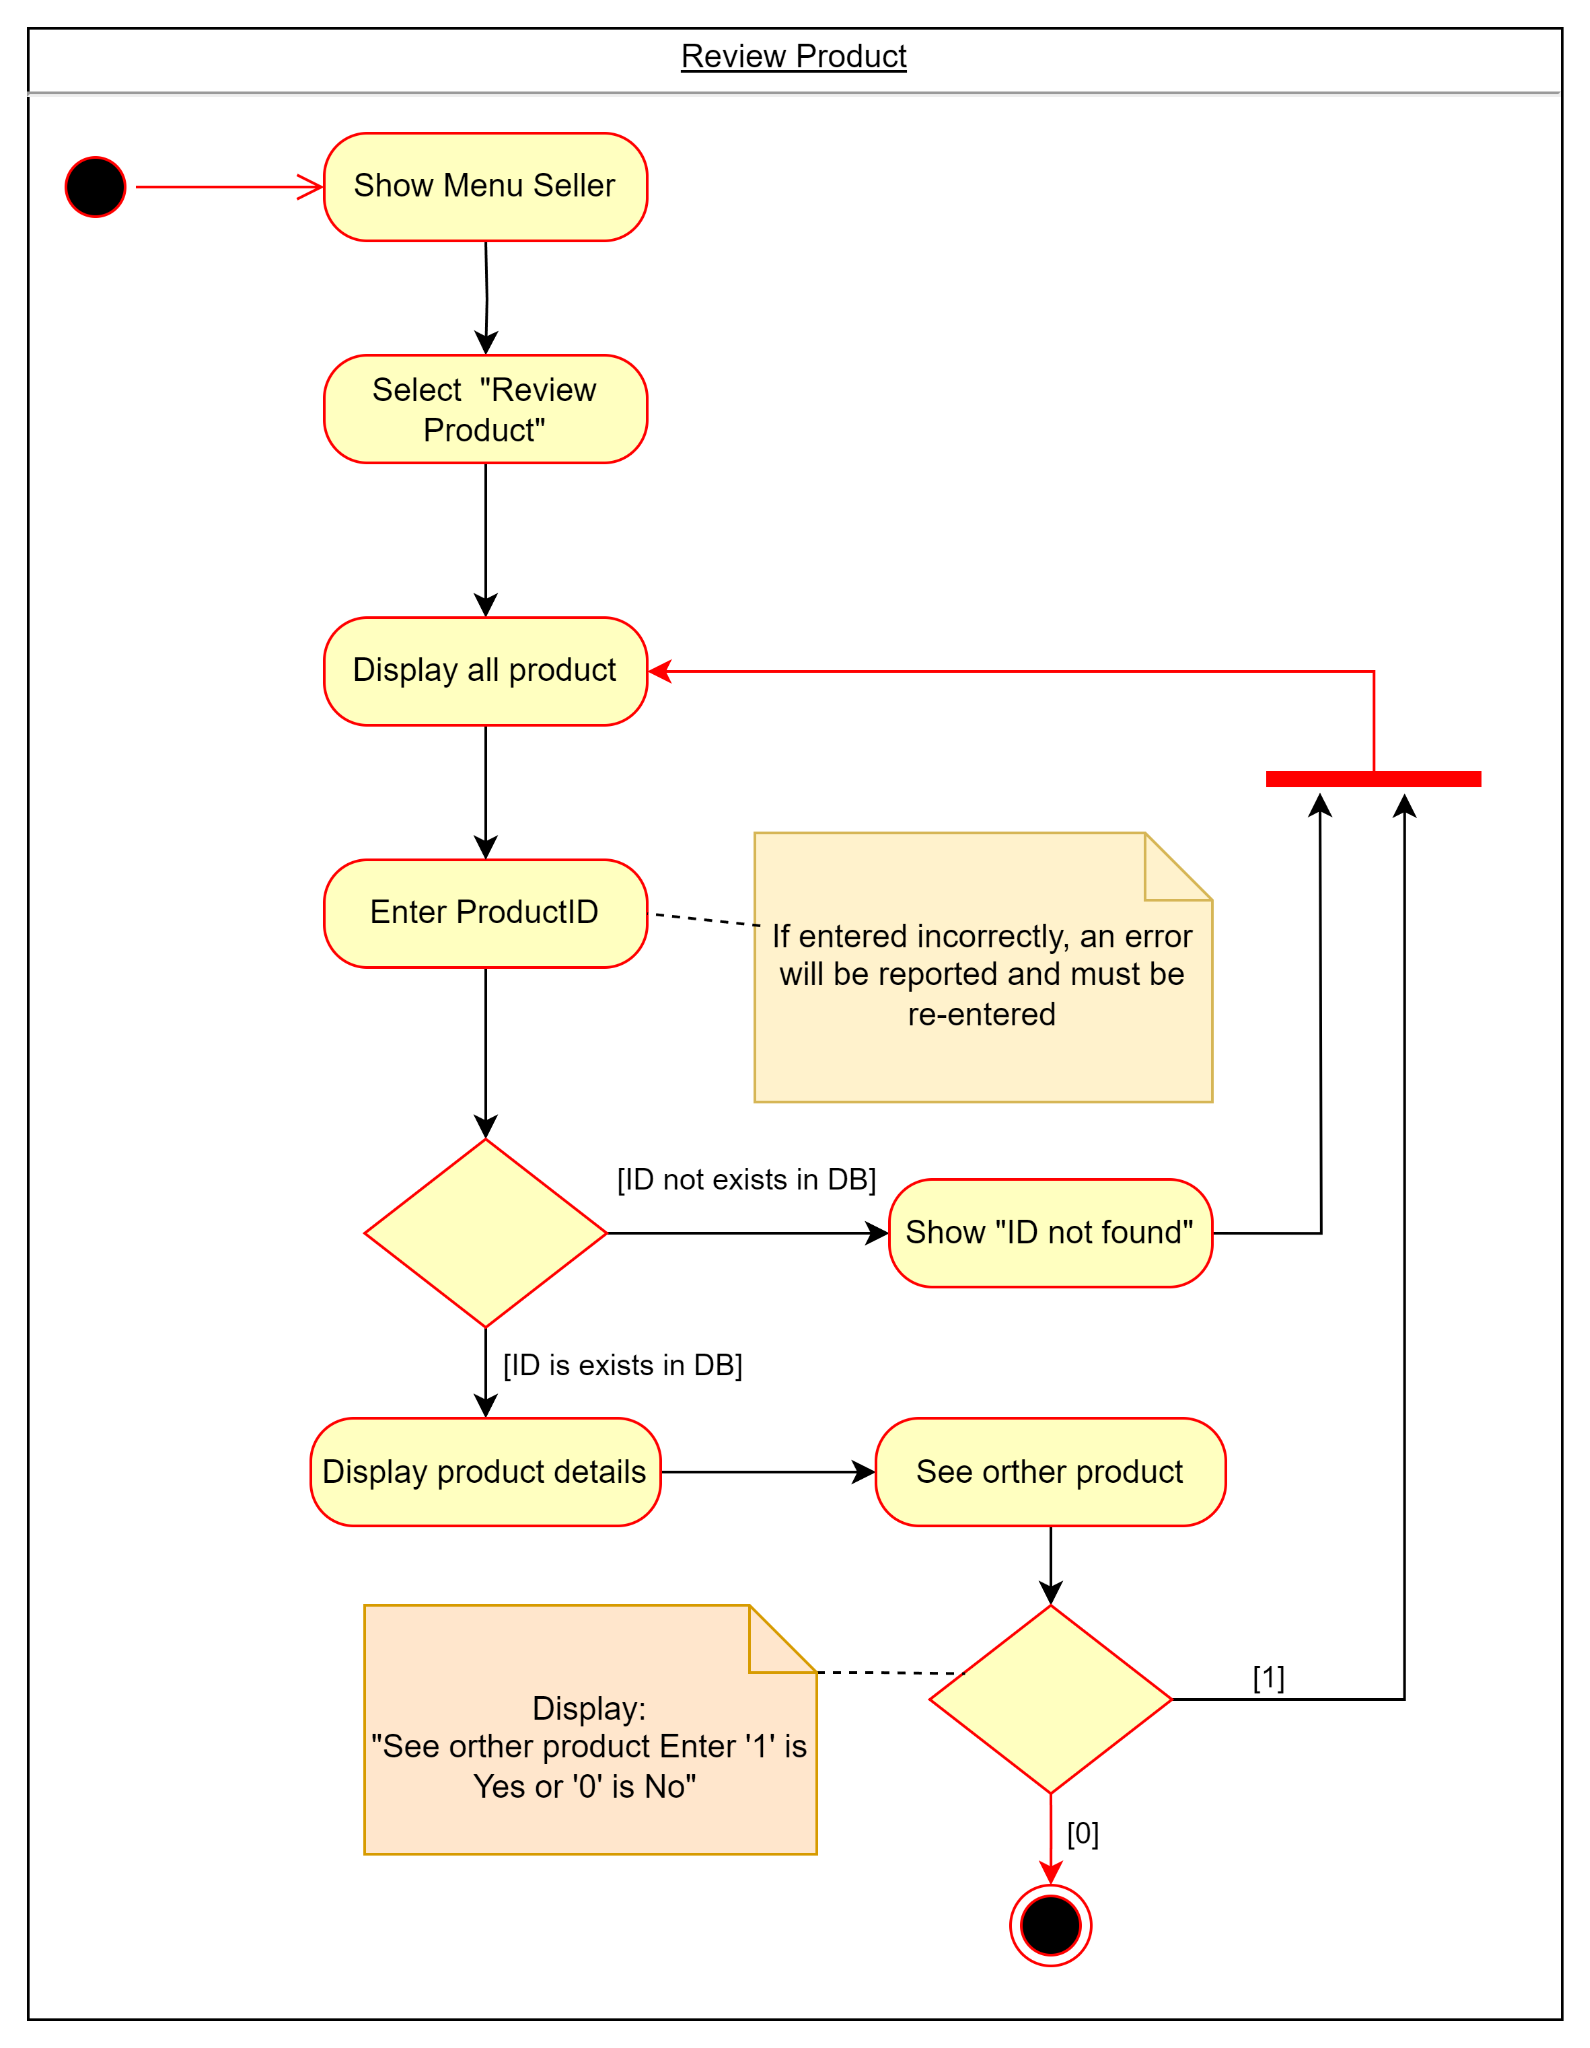 Review Product
Show Menu Seller
Select  "Review
Product"
Display all product
Enter ProductID
If entered incorrectly, an error
will be reported and must be
re-entered
[ID not exists in DB]
Show "ID not found"
[ID is exists in DB]
Display product details
See orther product
Display:
"See orther product Enter '1' is
Yes or '0' is No"
[1]
[0]